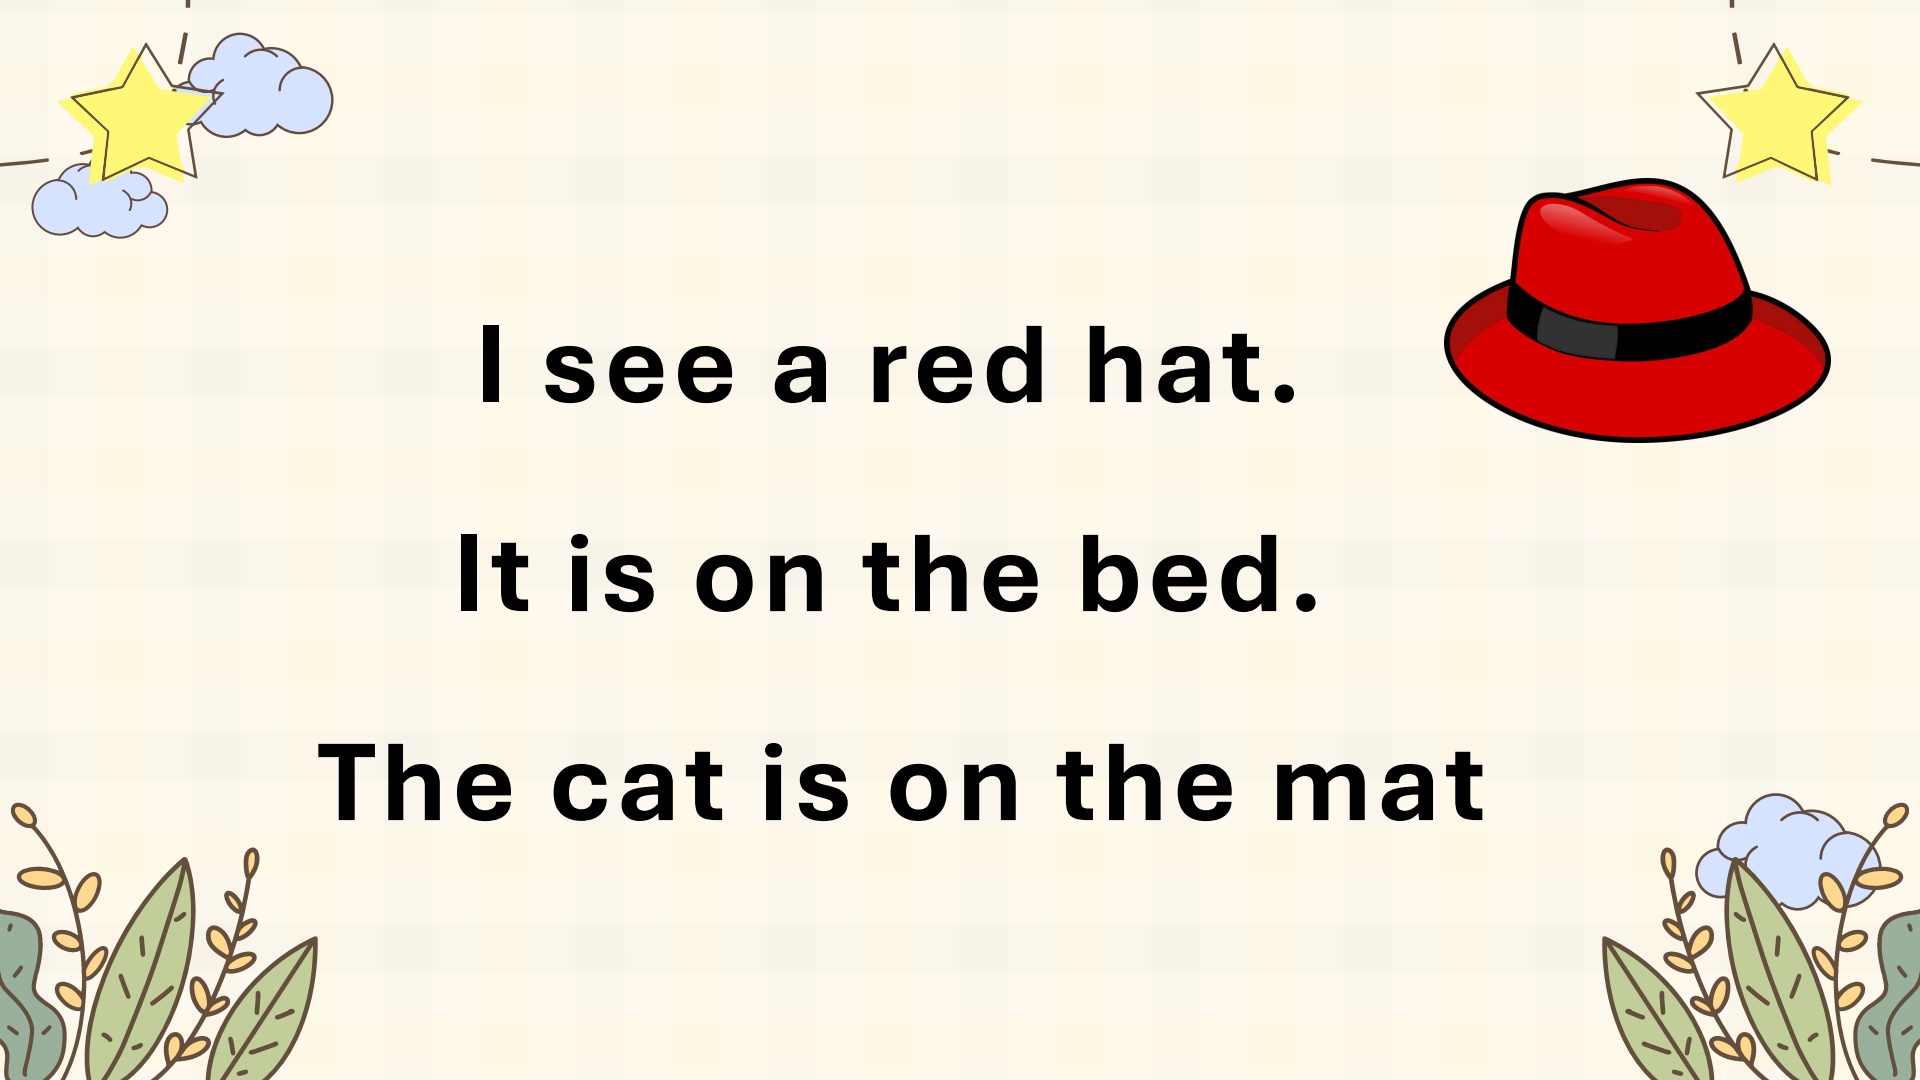 I see a red hat.
It is on the bed.
The cat is on the mat